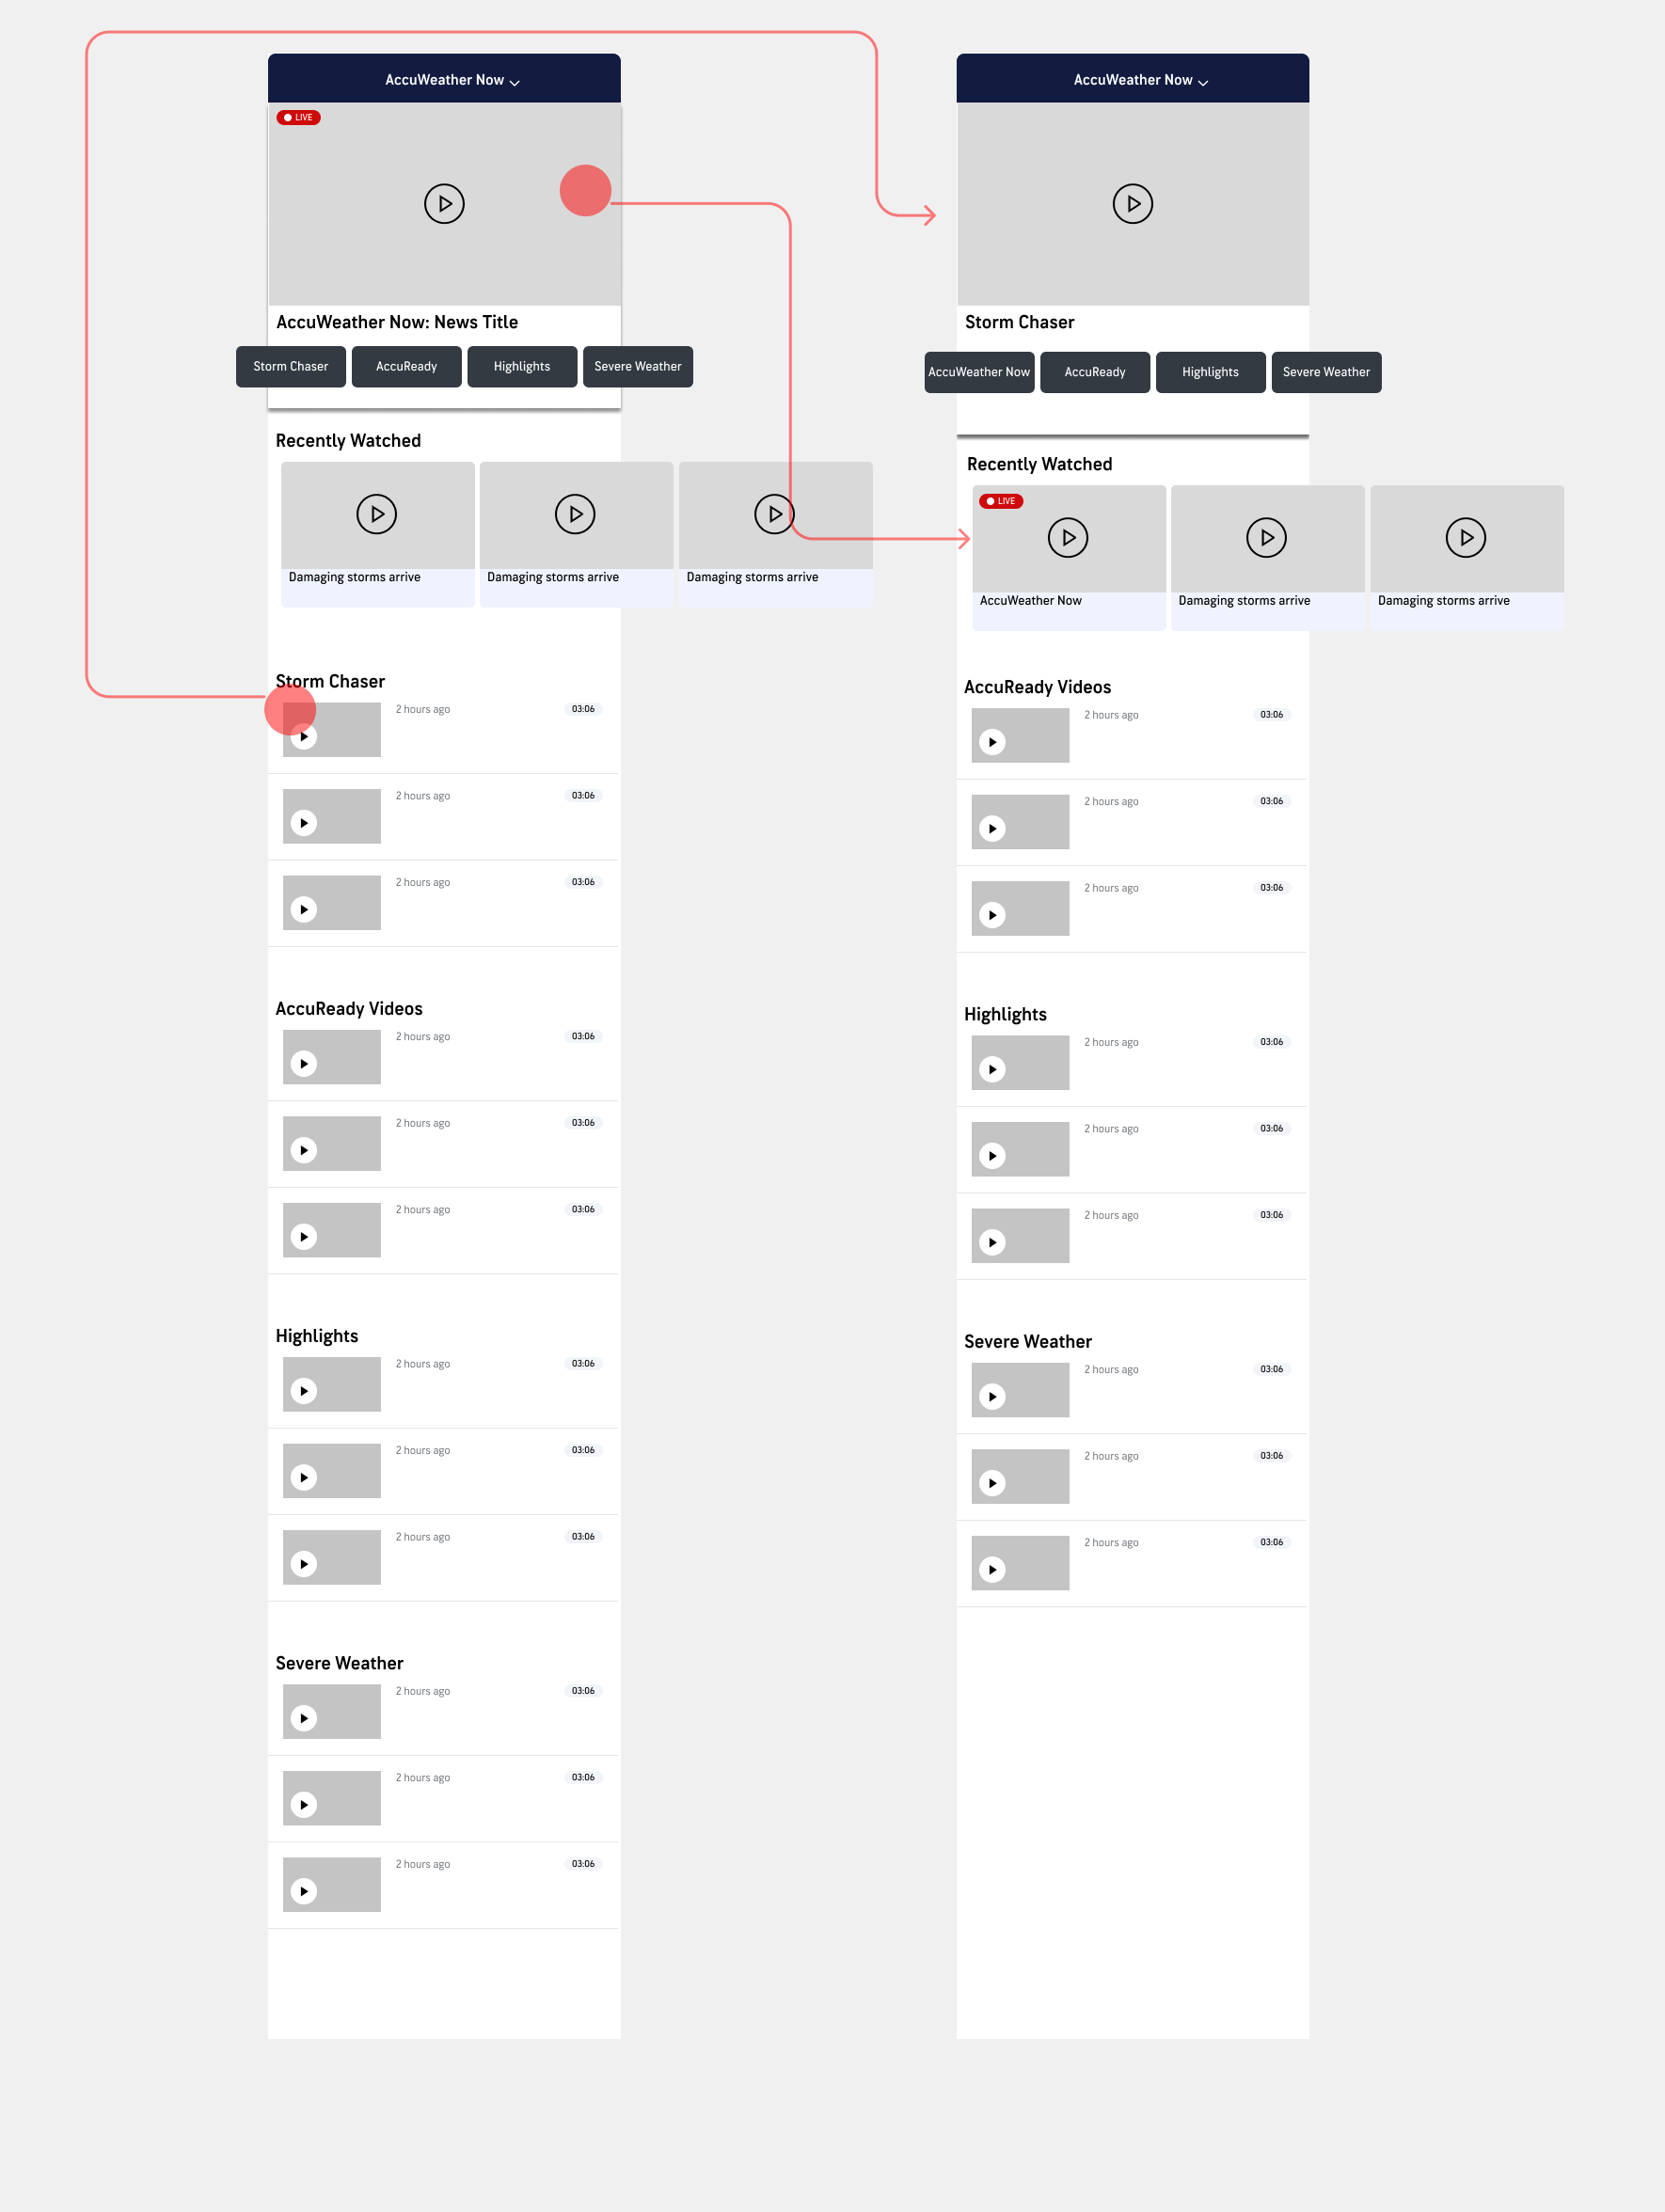 AccuWeather Now
LIVE
AccuWeather Now: News Title
Storm Chaser
AccuReady
Highlights
Severe Weather
Recently Watched
Damaging storms arrive
Damaging storms arrive
Damaging storms arrive
Storm Chaser
2 hours ago
03:06
2 hours ago
03:06
2 hours ago
03:06
AccuReady Videos
2 hours ago
03:06
2 hours ago
03:06
2 hours ago
03:06
Highlights
2 hours ago
03:06
2 hours ago
03:06
2 hours ago
03:06
Severe Weather
2 hours ago
03:06
2 hours ago
03:06
2 hours ago
03:06
AccuWeather Now
Storm Chaser
AccuWeather Now
AccuReady
Highlights
Severe Weather
Recently Watched
LIVE
AccuWeather Now
Damaging storms arrive
Damaging storms arrive
AccuReady Videos
2 hours ago
03:06
2 hours ago
03:06
2 hours ago
03:06
Highlights
2 hours ago
03:06
2 hours ago
03:06
2 hours ago
03:06
Severe Weather
2 hours ago
03:06
2 hours ago
03:06
2 hours ago
03:06